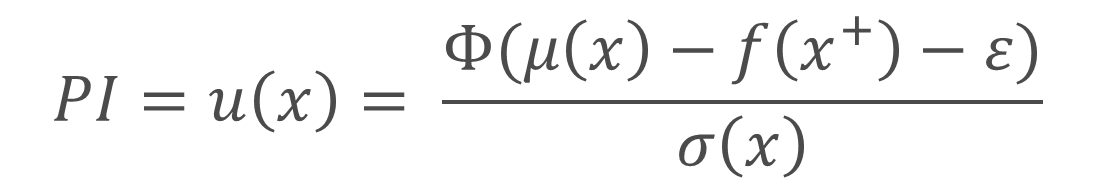 PI = u(x) = Φ(μ(x) − f(x⁺) − ε) / σ(x)